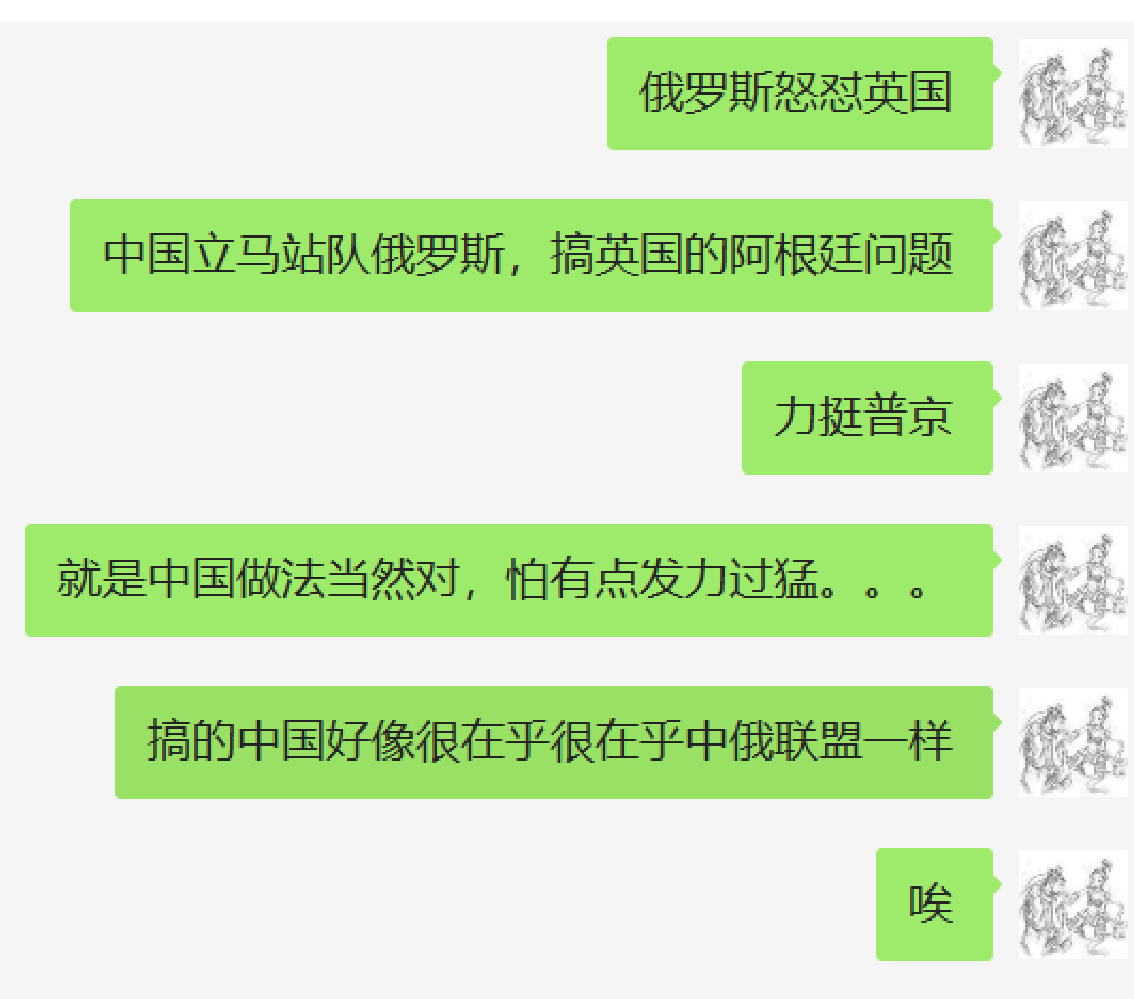 俄罗斯怒怼英国
中国立马站队俄罗斯，搞英国的阿根廷问题
力挺普京
就是中国做法当然对，怕有点发力过猛。。。
搞的中国好像很在乎很在乎中俄联盟一样
唉